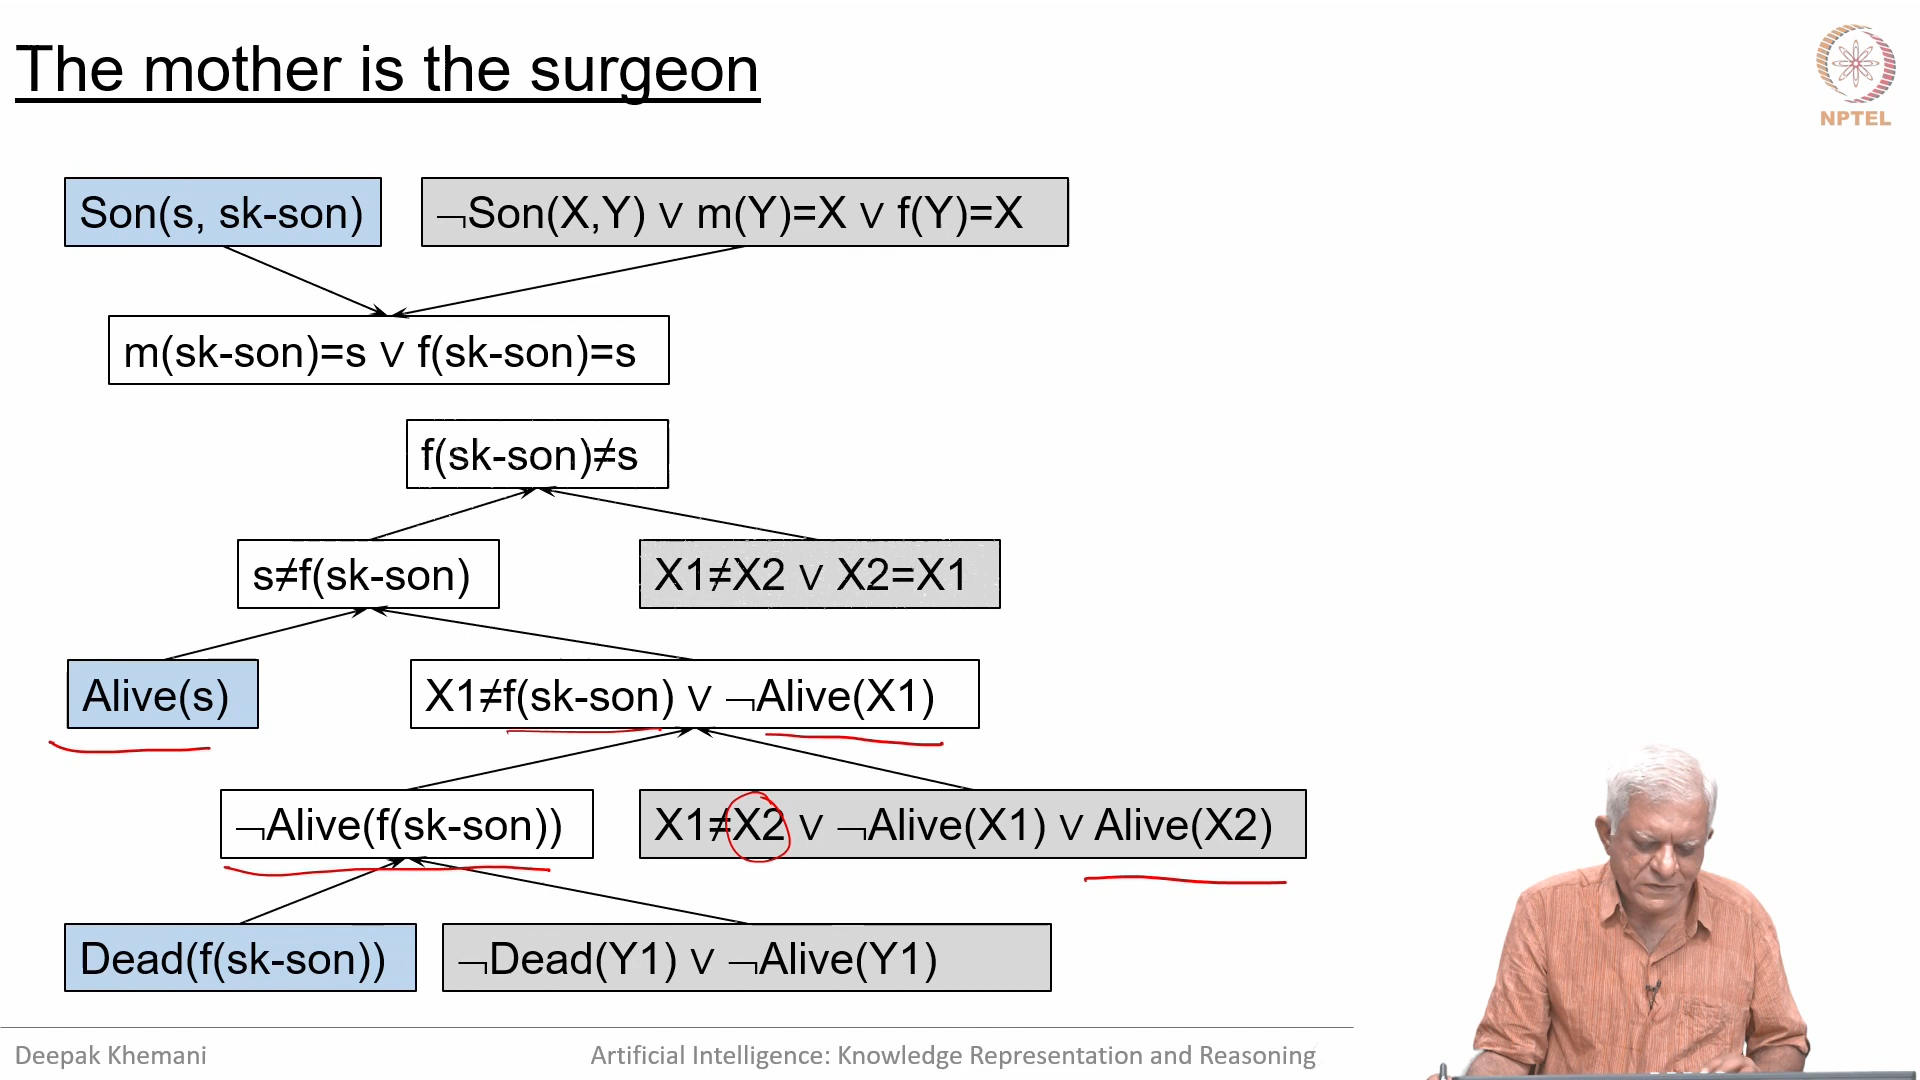 The mother is the surgeon
NPTEL
Son(s, sk-son)
¬Son(X,Y) ∨ m(Y)=X ∨ f(Y)=X
m(sk-son)=s ∨ f(sk-son)=s
f(sk-son)≠s
s≠f(sk-son)
X1≠X2 ∨ X2=X1
Alive(s)
X1≠f(sk-son) ∨ ¬Alive(X1)
¬Alive(f(sk-son))
X1≠X2 ∨ ¬Alive(X1) ∨ Alive(X2)
Dead(f(sk-son))
¬Dead(Y1) ∨ ¬Alive(Y1)
Deepak Khemani
Artificial Intelligence: Knowledge Representation and Reasoning